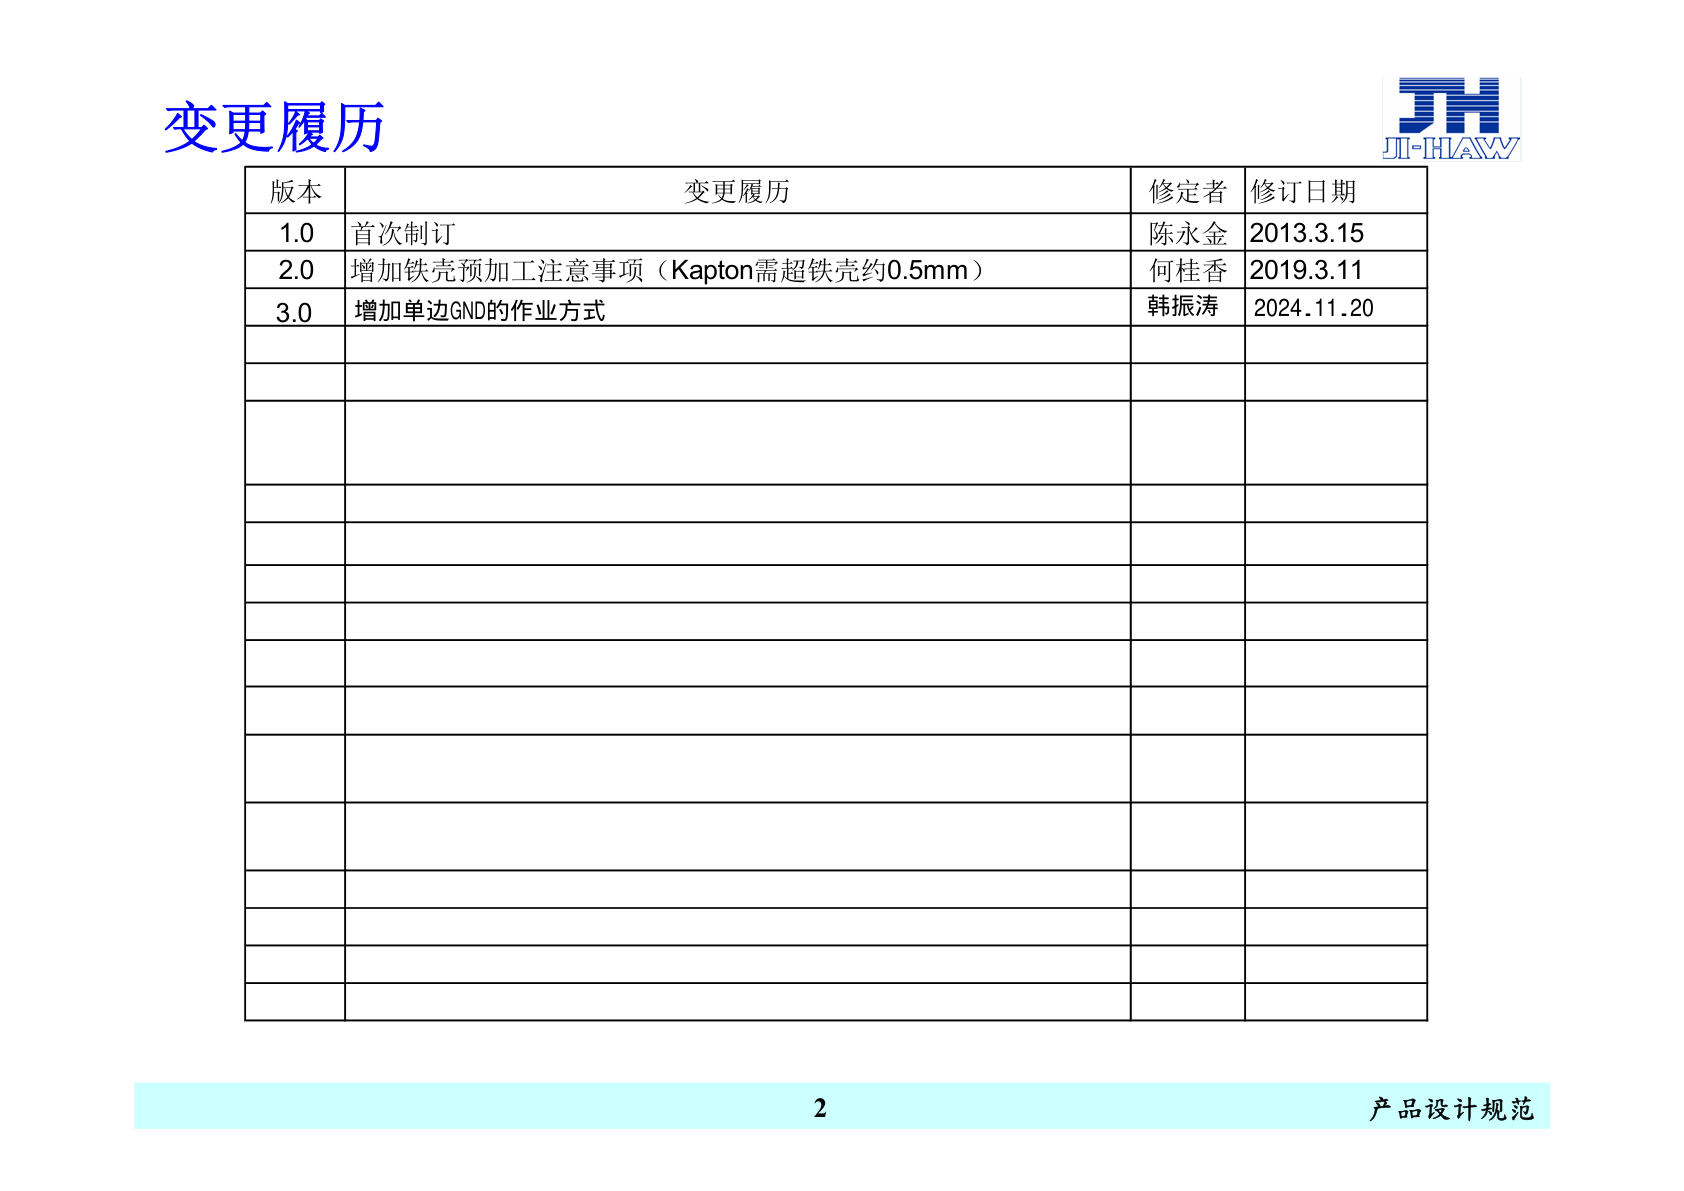 变更履历
JH
JI-HAW
版本 变更履历 修定者 修订日期
1.0 首次制订 陈永金 2013.3.15
2.0 增加铁壳预加工注意事项（Kapton需超铁壳约0.5mm） 何桂香 2019.3.11
3.0 增加单边GND的作业方式 韩振涛 2024.11.20
2 产品设计规范